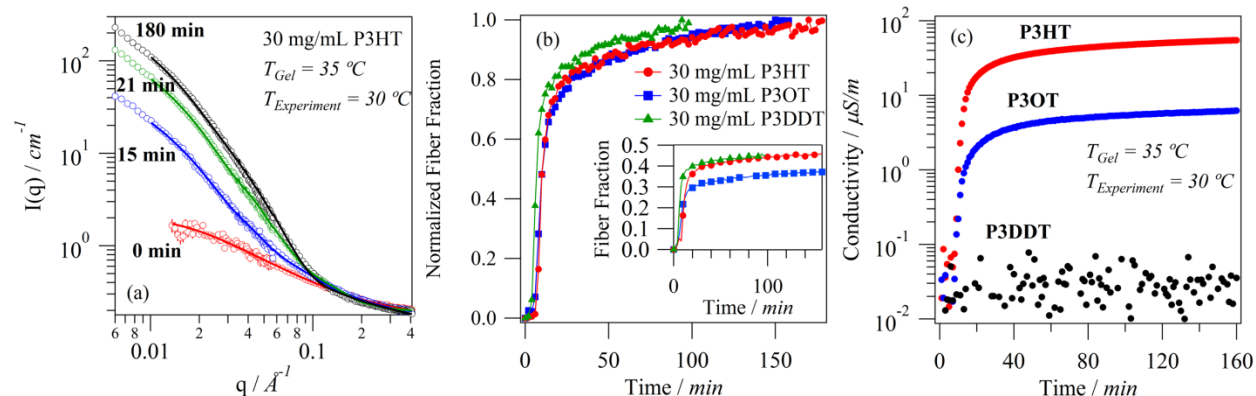 180 min
30 mg/mL P3HT
T_Gel = 35 ºC
T_Experiment = 30 ºC
21 min
15 min
0 min
(a)
I(q) / cm^-1
10^2
10^1
10^0
6
8
0.01
2
4
6
8
0.1
2
4
q / Å^-1
(b)
Normalized Fiber Fraction
1.0
0.8
0.6
0.4
0.2
0.0
30 mg/mL P3HT
30 mg/mL P3OT
30 mg/mL P3DDT
Fiber Fraction
0.5
0.4
0.3
0.2
0.1
0.0
0
100
Time / min
0
50
100
150
Time / min
(c)
Conductivity / µS/m
10^2
10^1
10^0
10^-1
10^-2
P3HT
P3OT
T_Gel = 35 ºC
T_Experiment = 30 ºC
P3DDT
0
40
80
120
160
Time / min